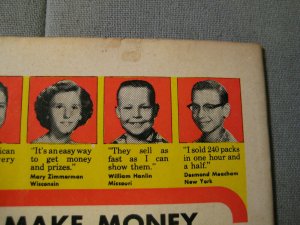 ican
very
"It's an easy way
to get money
and prizes."
Mary Zimmerman
Wisconsin
"They sell as
fast as I can
show them."
William Hanlin
Missouri
"I sold 240 packs
in one hour and
a half."
Desmond Meecham
New York
MAKE MONEY